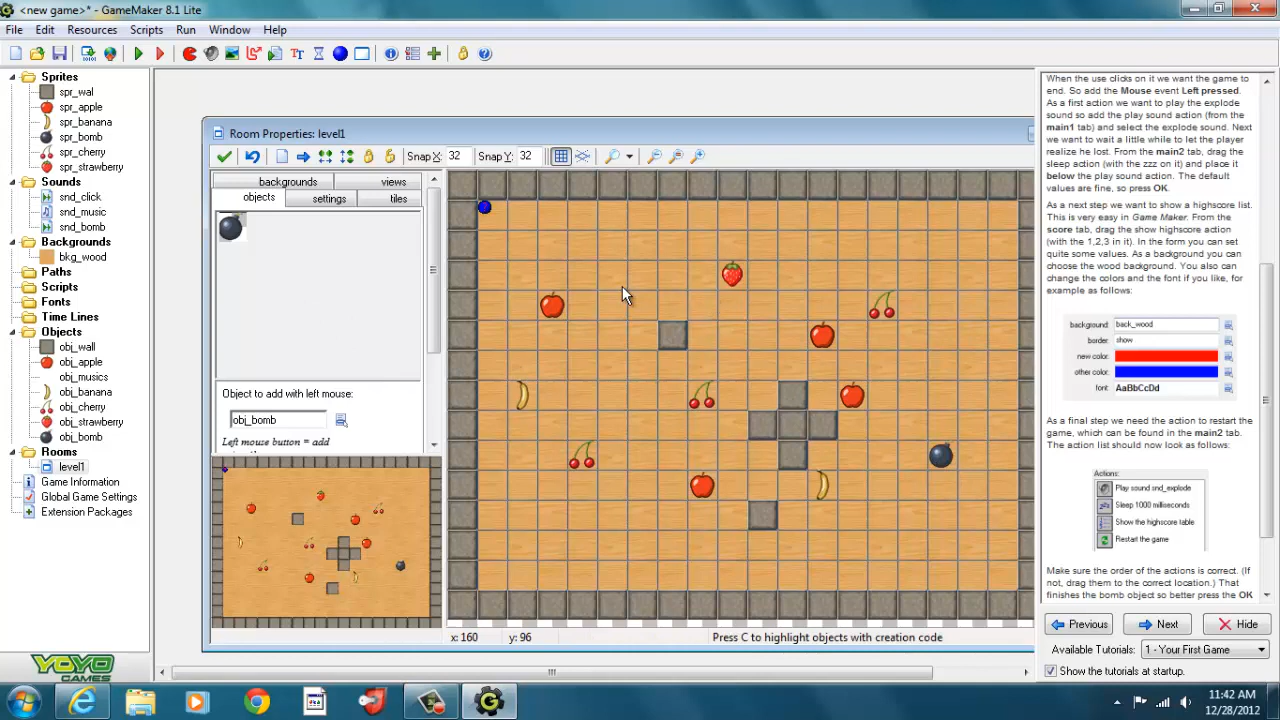 <new game>* - GameMaker 8.1 Lite
File Edit Resources Scripts Run Window Help
Sprites
spr_wal
spr_apple
spr_banana
spr_bomb
spr_cherry
spr_strawberry
Sounds
snd_click
snd_music
snd_bomb
Backgrounds
bkg_wood
Paths
Scripts
Fonts
Time Lines
Objects
obj_wall
obj_apple
obj_musics
obj_banana
obj_cherry
obj_strawberry
obj_bomb
Rooms
level1
Game Information
Global Game Settings
Extension Packages
YOYO
GAMES
Room Properties: level1
Snap X: 32 Snap Y: 32
backgrounds views
objects settings tiles
Object to add with left mouse:
obj_bomb
Left mouse button = add
x: 160 y: 96 Press C to highlight objects with creation code
When the use clicks on it we want the game to
end. So add the Mouse event Left pressed.
As a first action we want to play the explode
sound so add the play sound action (from the
main1 tab) and select the explode sound. Next
we want to wait a little while to let the player
realize he lost. From the main2 tab, drag the
sleep action (with the zzz on it) and place it
below the play sound action. The default
values are fine, so press OK.
As a next step we want to show a highscore list.
This is very easy in Game Maker. From the
score tab, drag the show highscore action
(with the 1,2,3 in it). In the form you can set
quite some values. As a background you can
choose the wood background. You also can
change the colors and the font if you like, for
example as follows:
background: back_wood
border: show
new color:
other color:
font: AaBbCcDd
As a final step we need the action to restart the
game, which can be found in the main2 tab.
The action list should now look as follows:
Actions:
Play sound snd_explode
Sleep 1000 milliseconds
Show the highscore table
Restart the game
Make sure the order of the actions is correct. (If
not, drag them to the correct location.) That
finishes the bomb object so better press the OK
Previous Next Hide
Available Tutorials: 1 - Your First Game
Show the tutorials at startup.
11:42 AM
12/28/2012